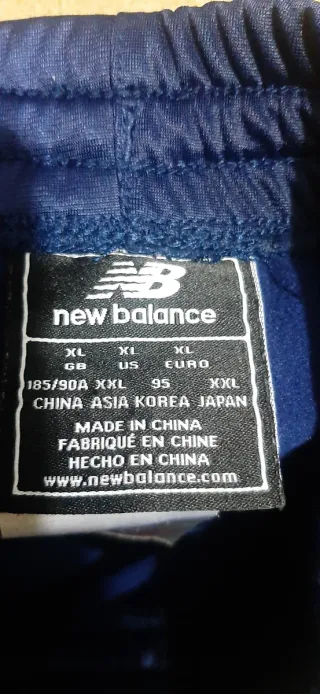 NB
new balance
XL XL XL
GB US EURO
185/90A XXL 95 XXL
CHINA ASIA KOREA JAPAN
MADE IN CHINA
FABRIQUÉ EN CHINE
HECHO EN CHINA
www.newbalance.com